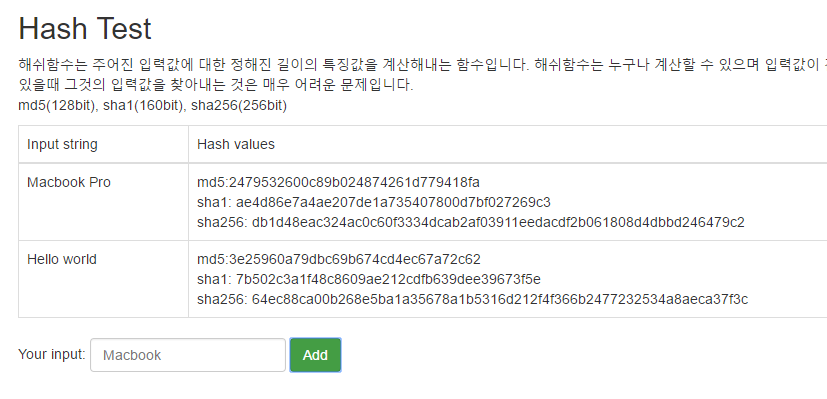 Hash Test
해쉬함수는 주어진 입력값에 대한 정해진 길이의 특징값을 계산해내는 함수입니다. 해쉬함수는 누구나 계산할 수 있으며 입력값이
있을때 그것의 입력값을 찾아내는 것은 매우 어려운 문제입니다.
md5(128bit), sha1(160bit), sha256(256bit)
Input string Hash values
Macbook Pro md5:2479532600c89b024874261d779418fa
sha1: ae4d86e7a4ae207de1a735407800d7bf027269c3
sha256: db1d48eac324ac0c60f3334dcab2af03911eedacdf2b061808d4dbbd246479c2
Hello world md5:3e25960a79dbc69b674cd4ec67a72c62
sha1: 7b502c3a1f48c8609ae212cdfb639dee39673f5e
sha256: 64ec88ca00b268e5ba1a35678a1b5316d212f4f366b2477232534a8aeca37f3c
Your input: Macbook Add